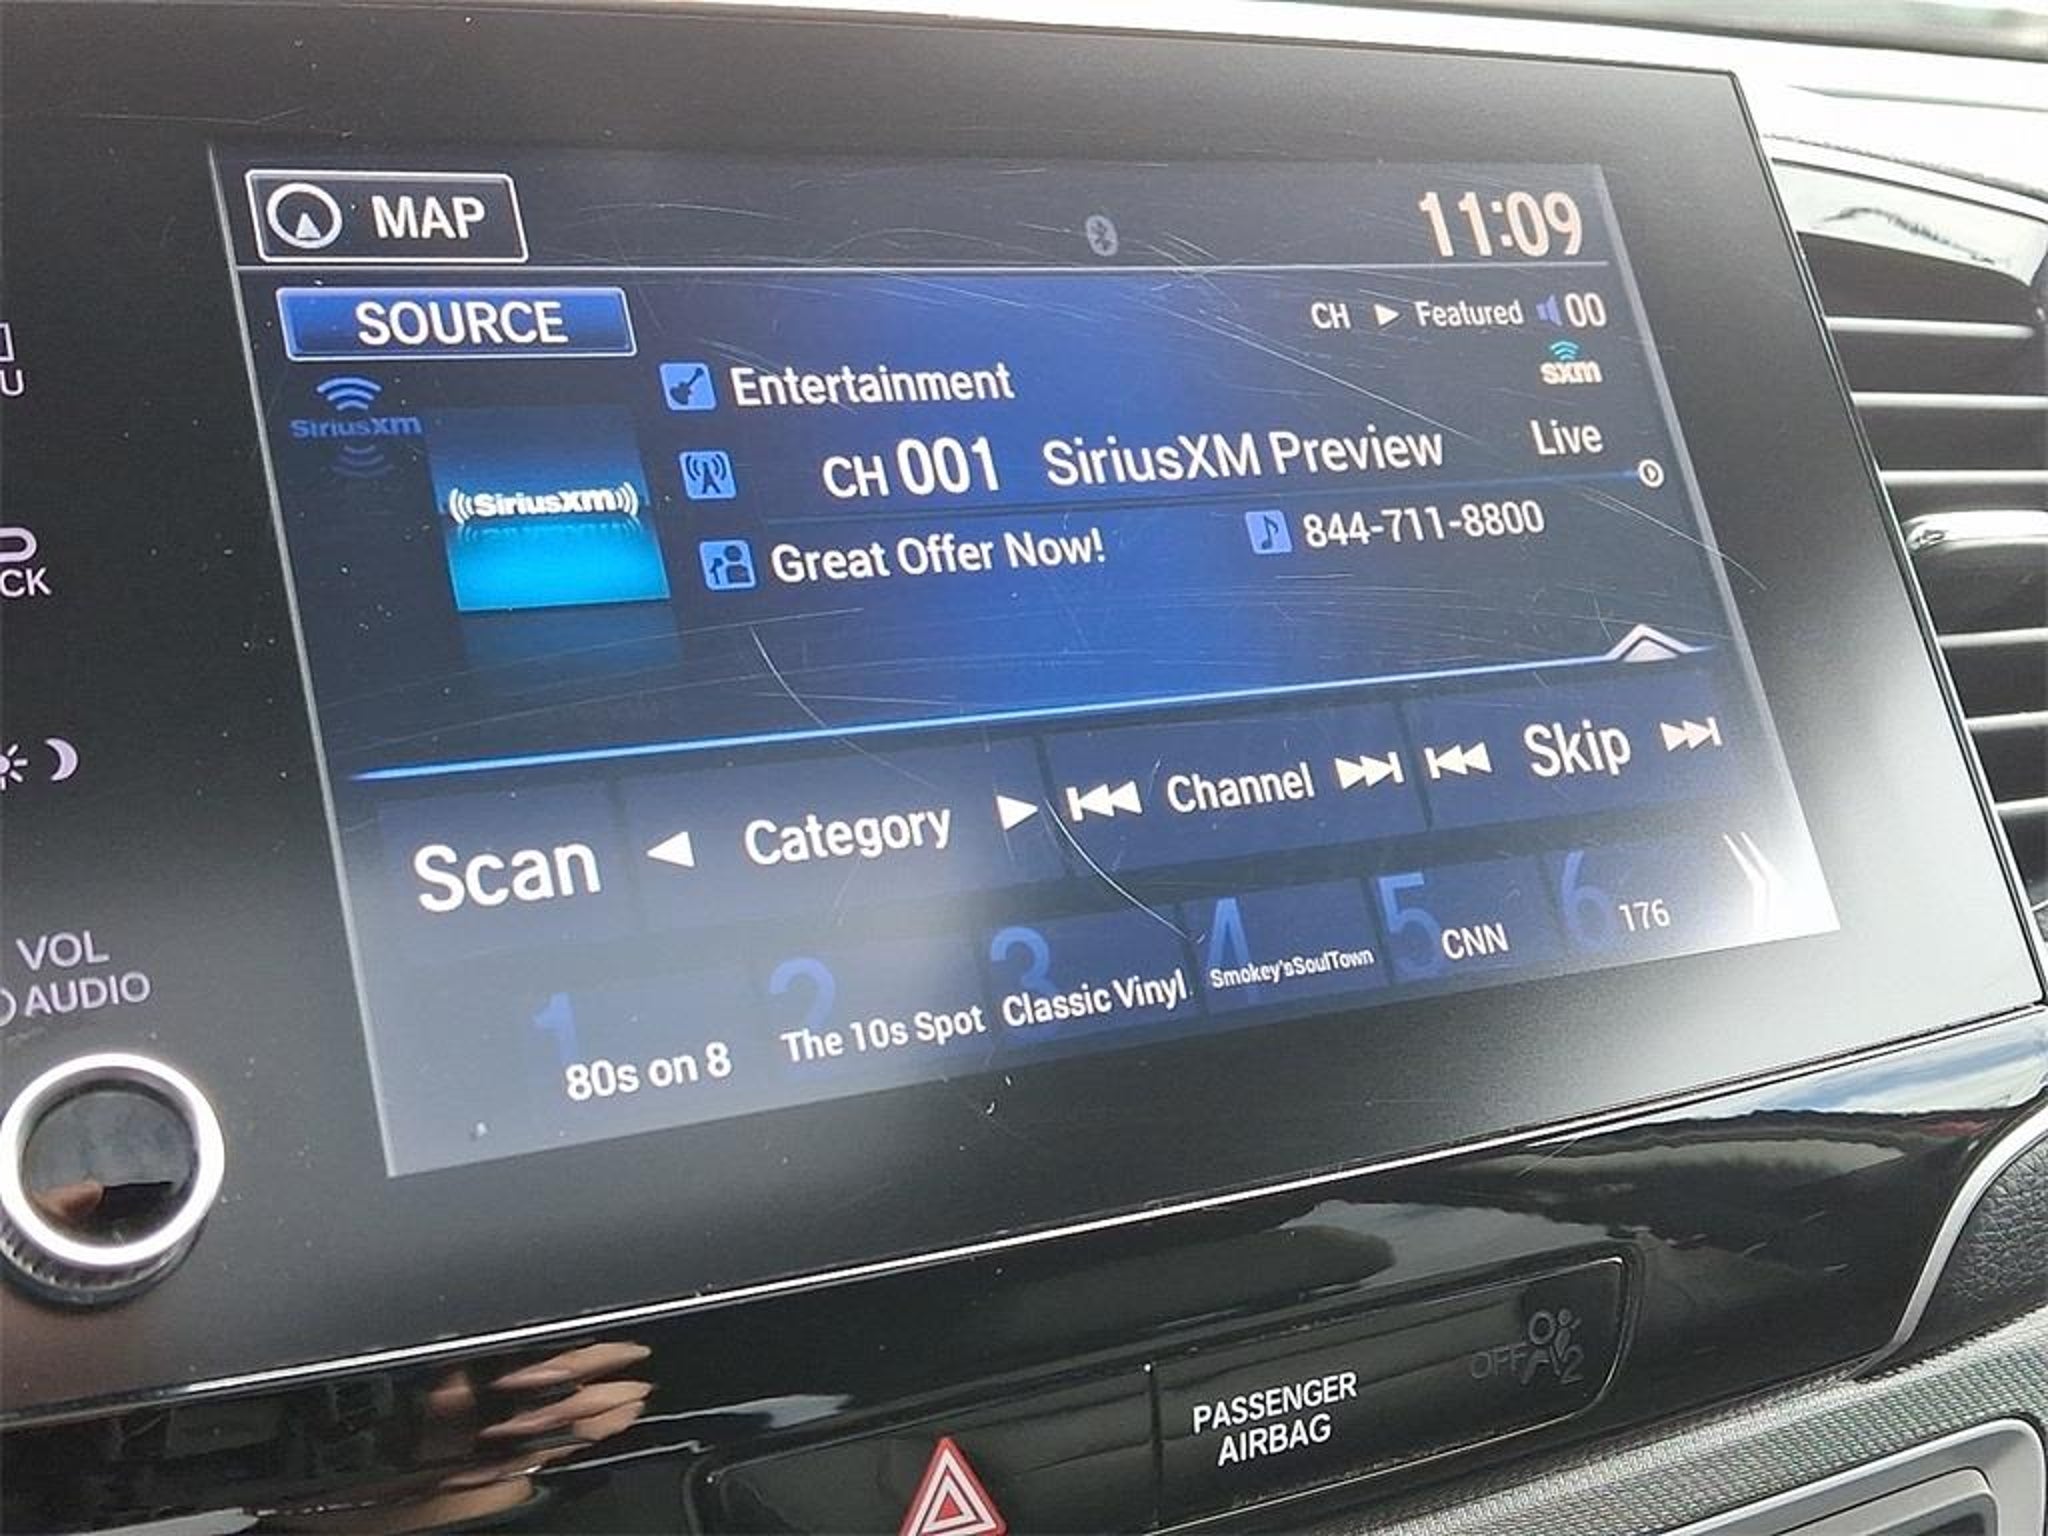 MAP
11:09
SOURCE
CH ▶ Featured 00
SiriusXM
sxm
Entertainment
((SiriusXM))
CH 001 SiriusXM Preview Live
Great Offer Now! 844-711-8800
Scan ◀ Category ▶ Channel Skip
1 80s on 8
2 The 10s Spot
3 Classic Vinyl
4 Smokey'sSoulTown
5 CNN
6 176
U
CK
VOL
AUDIO
PASSENGER
AIRBAG
OFF
2